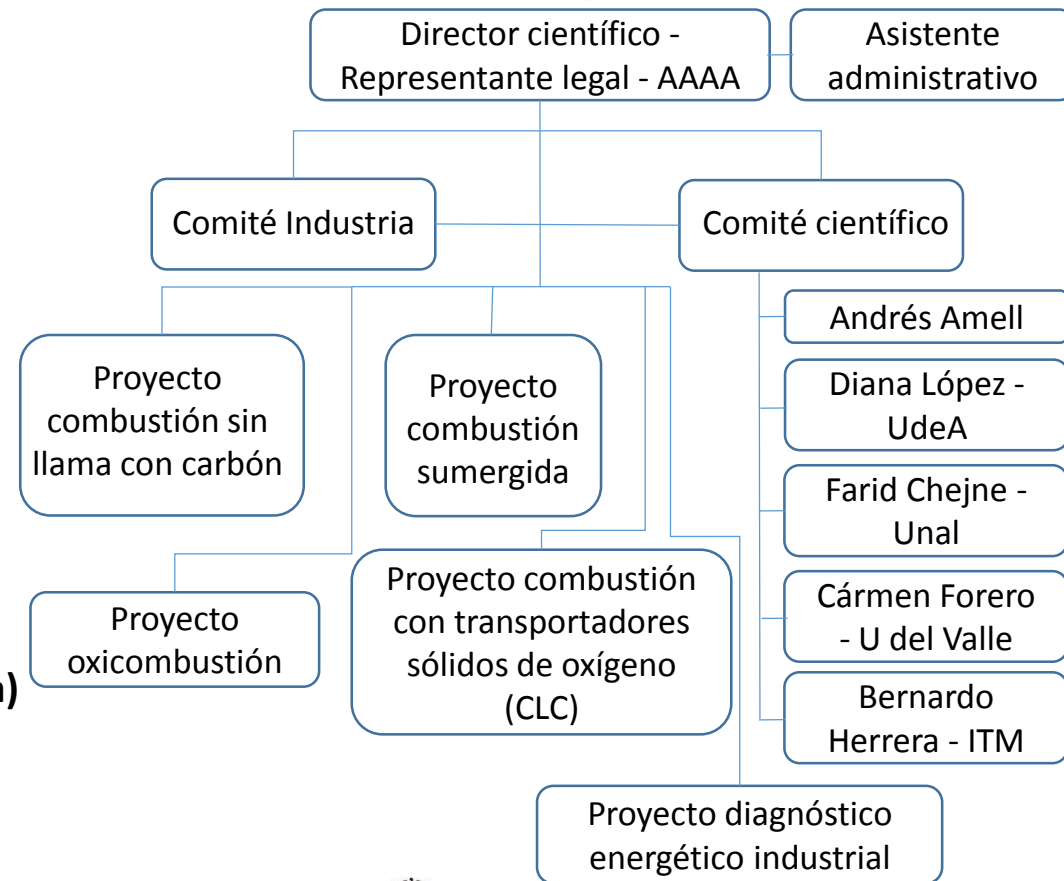 Director científico -
Representante legal - AAAA
Asistente
administrativo
Comité Industria
Comité científico
Andrés Amell
Diana López -
UdeA
Farid Chejne -
Unal
Cármen Forero
- U del Valle
Bernardo
Herrera - ITM
Proyecto
combustión sin
llama con carbón
Proyecto
combustión
sumergida
Proyecto
oxicombustión
Proyecto combustión
con transportadores
sólidos de oxígeno
(CLC)
Proyecto diagnóstico
energético industrial